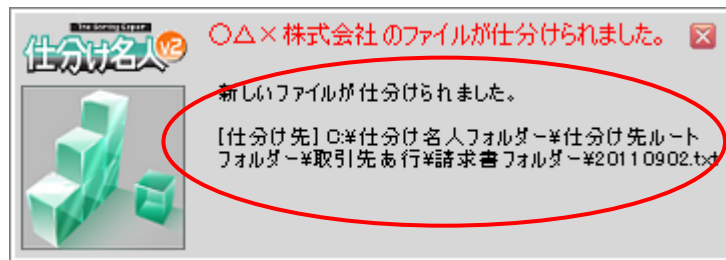 The Sorting Expert
仕分け名人v2
○△×株式会社のファイルが仕分けられました。
新しいファイルが仕分けられました。
[仕分け先] C:¥仕分け名人フォルダー¥仕分け先ルート
フォルダー¥取引先あ行¥請求書フォルダー¥20110902.txt